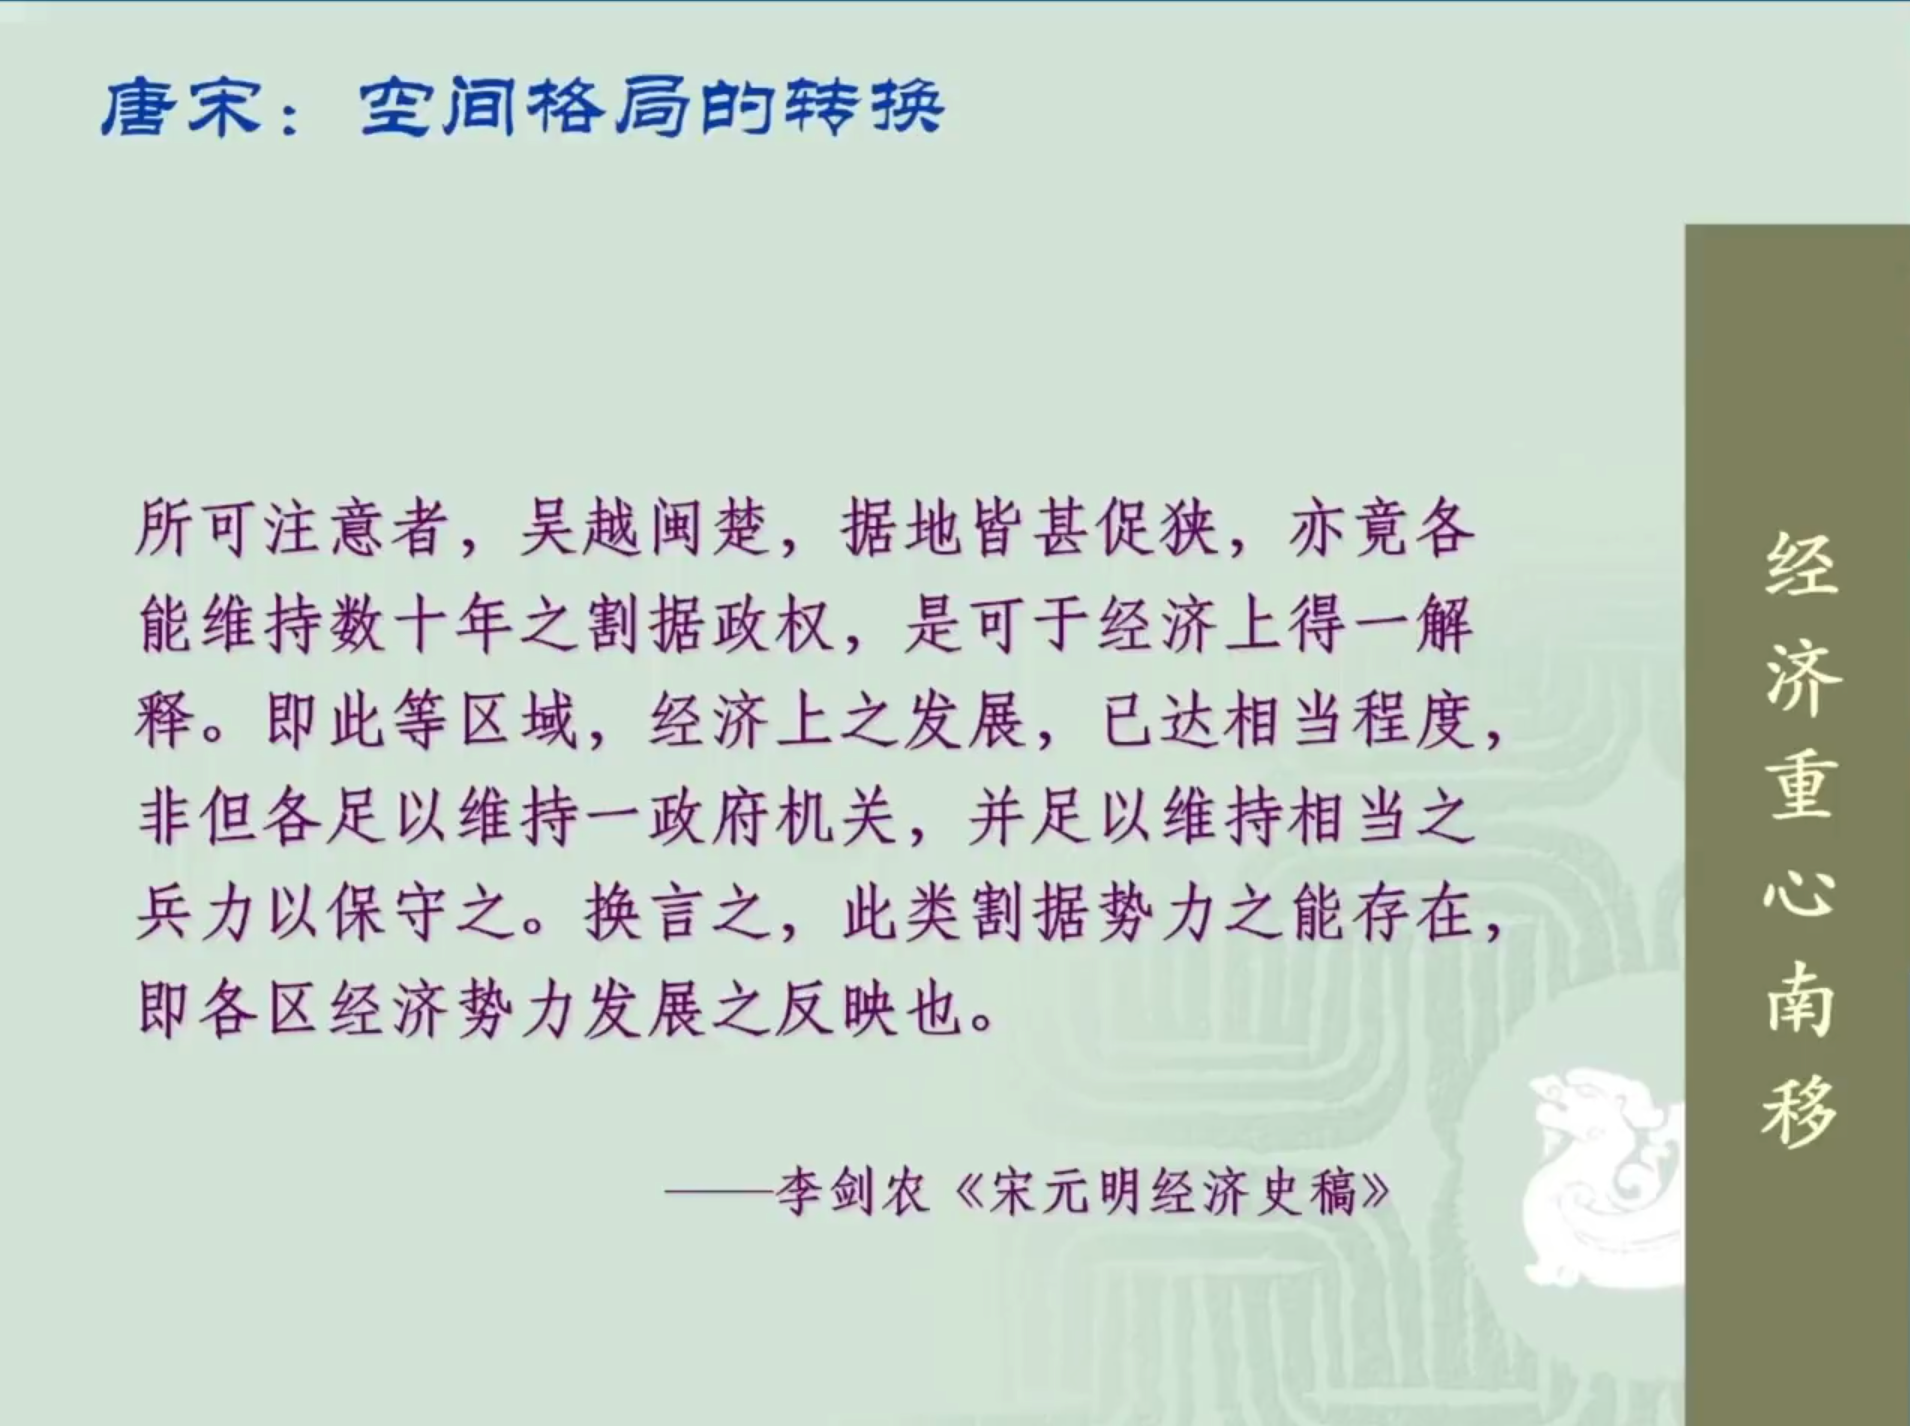 唐宋：空间格局的转换
所可注意者，吴越闽楚，据地皆甚促狭，亦竟各
能维持数十年之割据政权，是可于经济上得一解
释。即此等区域，经济上之发展，已达相当程度，
非但各足以维持一政府机关，并足以维持相当之
兵力以保守之。换言之，此类割据势力之能存在，
即各区经济势力发展之反映也。
——李剑农《宋元明经济史稿》
经济重心南移